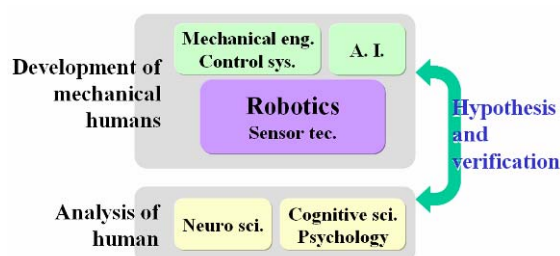 Development of
mechanical
humans
Mechanical eng.
Control sys.
A. I.
Robotics
Sensor tec.
Hypothesis
and
verification
Analysis of
human
Neuro sci.
Cognitive sci.
Psychology